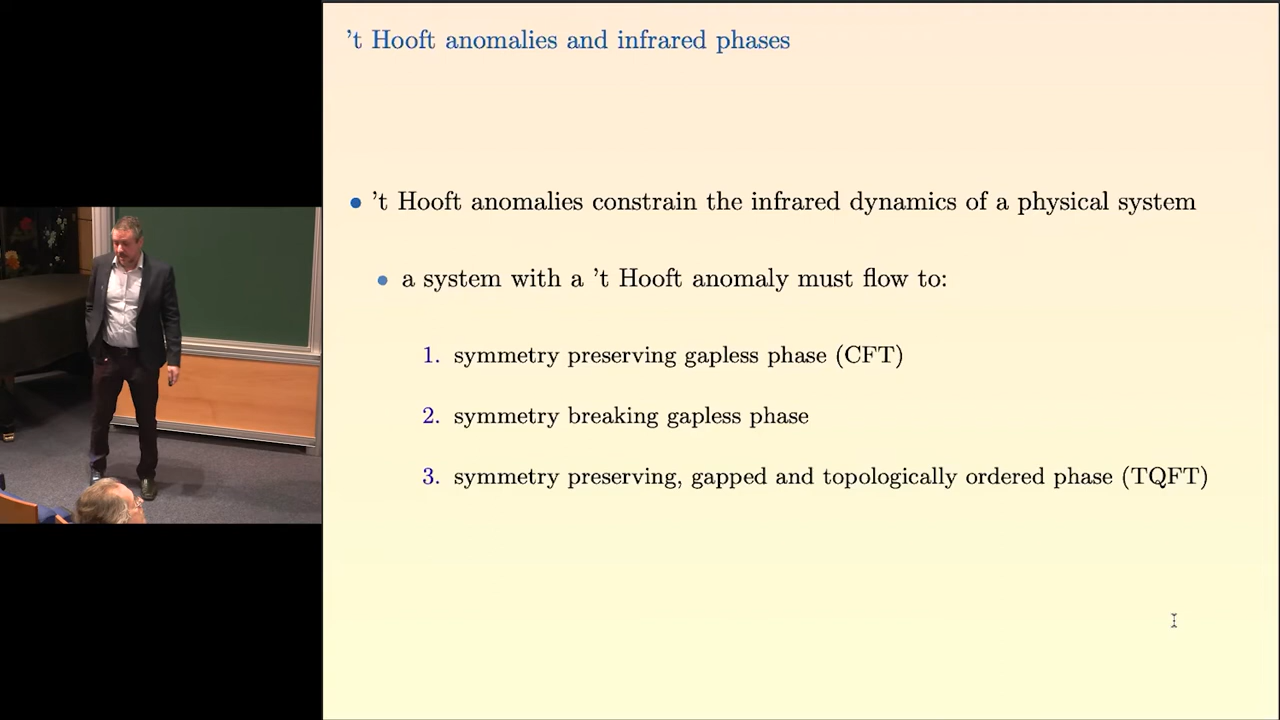 ’t Hooft anomalies and infrared phases
• ’t Hooft anomalies constrain the infrared dynamics of a physical system
• a system with a ’t Hooft anomaly must flow to:
1. symmetry preserving gapless phase (CFT)
2. symmetry breaking gapless phase
3. symmetry preserving, gapped and topologically ordered phase (TQFT)